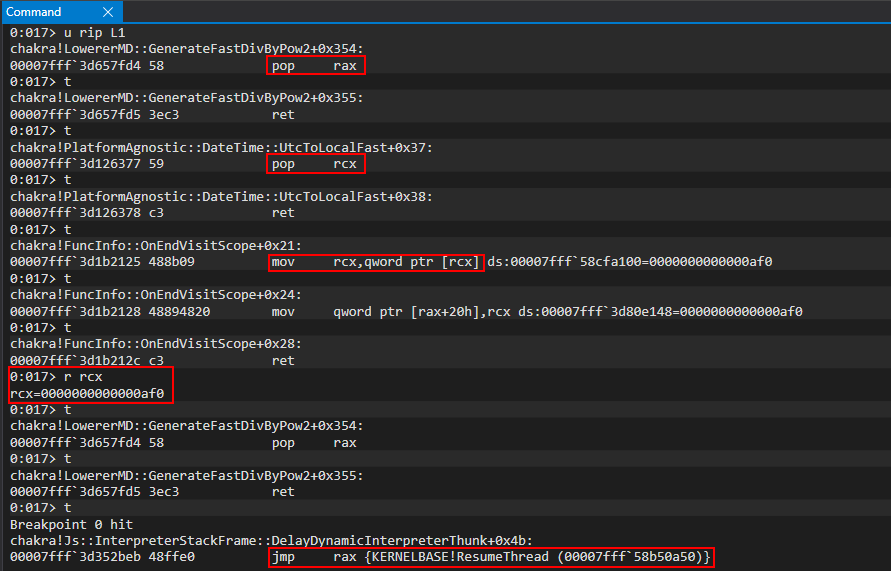 Command
0:017> u rip L1
chakra!LowererMD::GenerateFastDivByPow2+0x354:
00007fff`3d657fd4 58 pop rax
0:017> t
chakra!LowererMD::GenerateFastDivByPow2+0x355:
00007fff`3d657fd5 3ec3 ret
0:017> t
chakra!PlatformAgnostic::DateTime::UtcToLocalFast+0x37:
00007fff`3d126377 59 pop rcx
0:017> t
chakra!PlatformAgnostic::DateTime::UtcToLocalFast+0x38:
00007fff`3d126378 c3 ret
0:017> t
chakra!FuncInfo::OnEndVisitScope+0x21:
00007fff`3d1b2125 488b09 mov rcx,qword ptr [rcx] ds:00007fff`58cfa100=0000000000000af0
0:017> t
chakra!FuncInfo::OnEndVisitScope+0x24:
00007fff`3d1b2128 48894820 mov qword ptr [rax+20h],rcx ds:00007fff`3d80e148=0000000000000af0
0:017> t
chakra!FuncInfo::OnEndVisitScope+0x28:
00007fff`3d1b212c c3 ret
0:017> r rcx
rcx=0000000000000af0
0:017> t
chakra!LowererMD::GenerateFastDivByPow2+0x354:
00007fff`3d657fd4 58 pop rax
0:017> t
chakra!LowererMD::GenerateFastDivByPow2+0x355:
00007fff`3d657fd5 3ec3 ret
0:017> t
Breakpoint 0 hit
chakra!Js::InterpreterStackFrame::DelayDynamicInterpreterThunk+0x4b:
00007fff`3d352beb 48ffe0 jmp rax {KERNELBASE!ResumeThread (00007fff`58b50a50)}